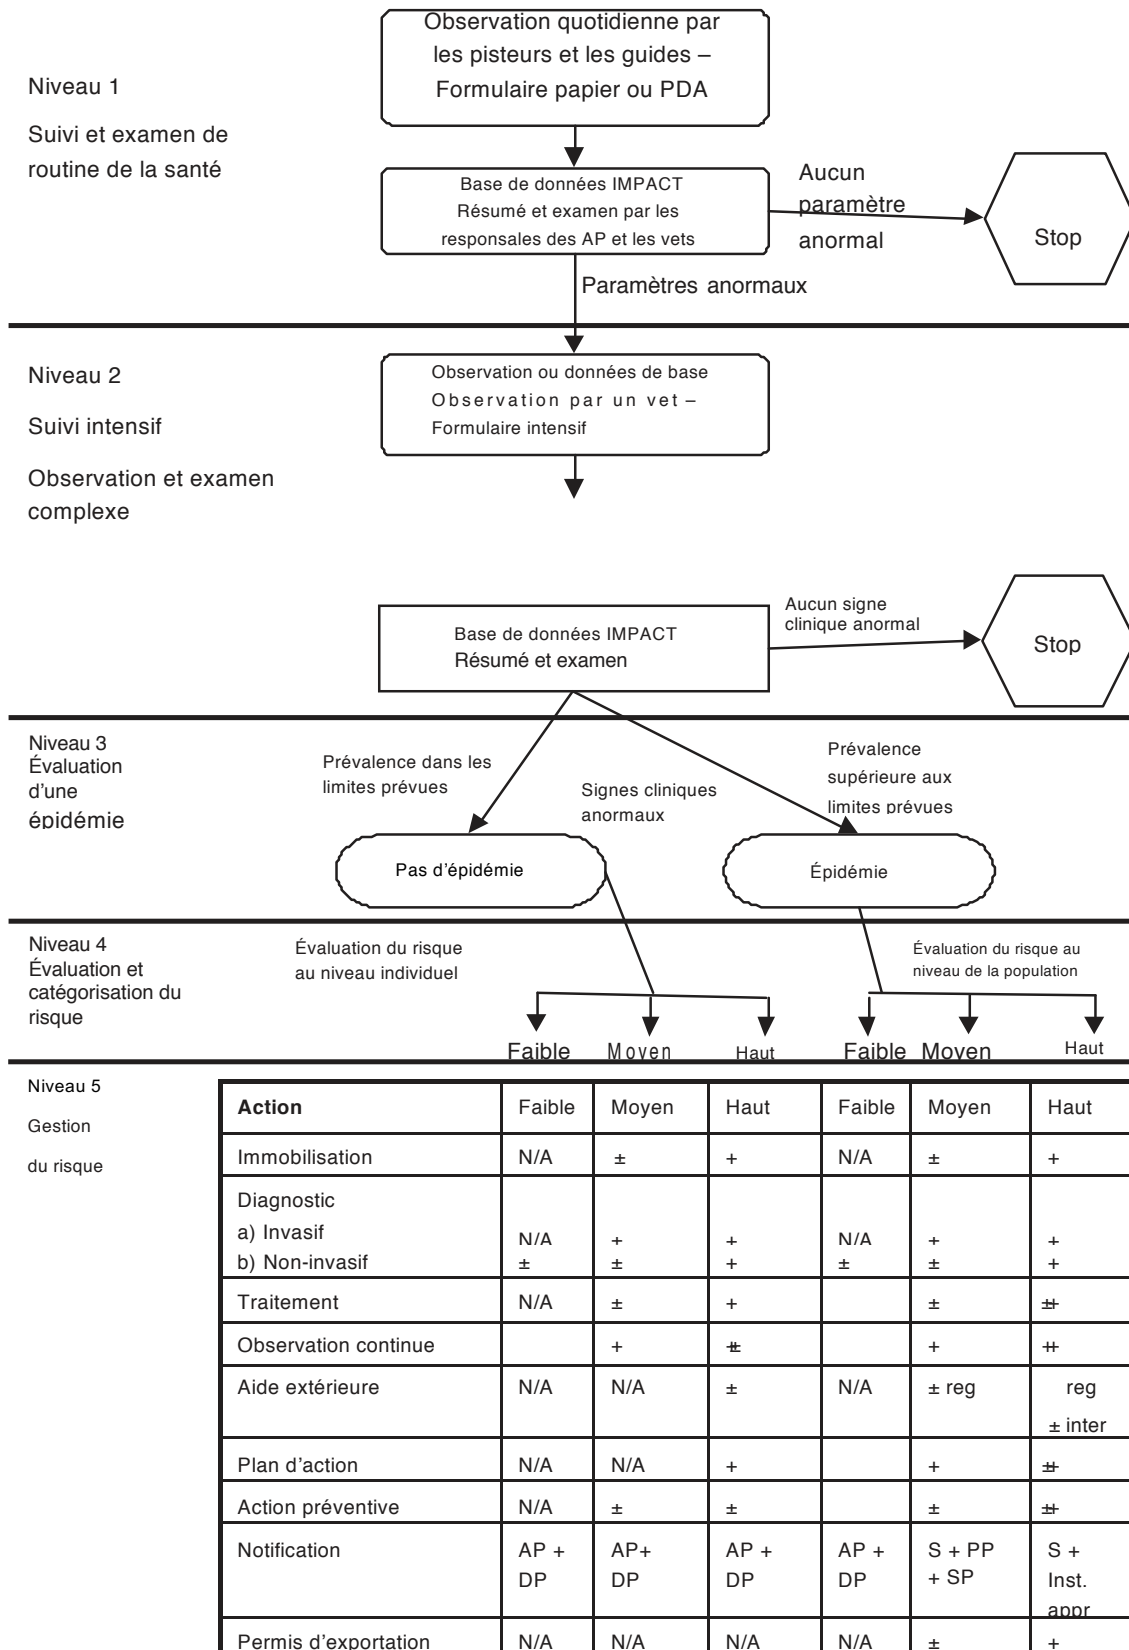 Observation quotidienne par
les pisteurs et les guides –
Formulaire papier ou PDA
Niveau 1
Suivi et examen de
routine de la santé
Base de données IMPACT
Résumé et examen par les
responsales des AP et les vets
Aucun
paramètre
anormal
Stop
Paramètres anormaux
Niveau 2
Suivi intensif
Observation et examen
complexe
Observation ou données de base
Observation par un vet –
Formulaire intensif
Base de données IMPACT
Résumé et examen
Aucun signe
clinique anormal
Stop
Niveau 3
Évaluation
d'une
épidémie
Prévalence dans les
limites prévues
Signes cliniques
anormaux
Prévalence
supérieure aux
limites prévues
Pas d'épidémie
Épidémie
Niveau 4
Évaluation et
catégorisation du
risque
Évaluation du risque
au niveau individuel
Évaluation du risque au
niveau de la population
Faible Moyen Haut Faible Moyen Haut
Niveau 5
Gestion
du risque
Action Faible Moyen Haut Faible Moyen Haut
Immobilisation N/A ± + N/A ± +
Diagnostic
a) Invasif N/A + + N/A + +
b) Non-invasif ± ± + ± ± +
Traitement N/A ± + ±
Observation continue + +
Aide extérieure N/A N/A ± N/A ± reg reg
± inter
Plan d'action N/A N/A + +
Action préventive N/A ± ± ±
Notification AP + AP+ AP + AP + S + PP S +
DP DP DP DP + SP Inst.
appr
Permis d'exportation N/A N/A N/A N/A ± +